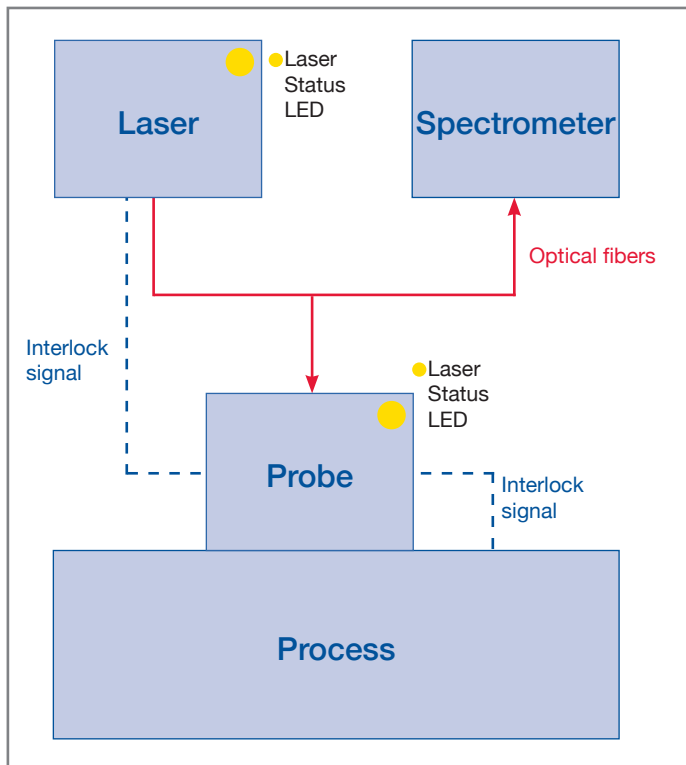 Laser
Status
LED
Laser
Spectrometer
Optical fibers
Interlock
signal
Laser
Status
LED
Probe
Interlock
signal
Process